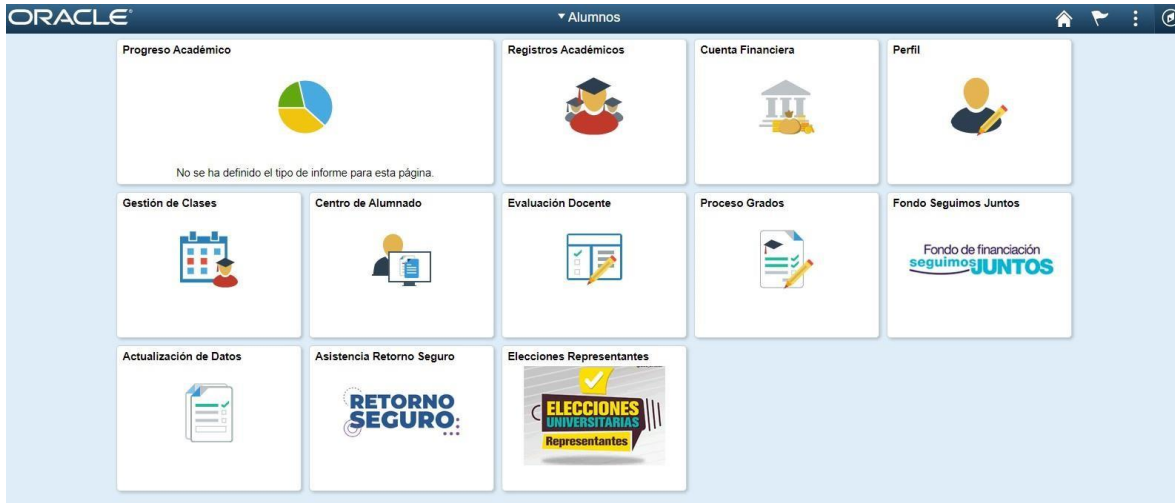 ORACLE
Alumnos
Progreso Académico
Registros Académicos
Cuenta Financiera
Perfil
No se ha definido el tipo de informe para esta página.
Gestión de Clases
Centro de Alumnado
Evaluación Docente
Proceso Grados
Fondo Seguimos Juntos
Fondo de financiación
seguimos JUNTOS
Actualización de Datos
Asistencia Retorno Seguro
Elecciones Representantes
RETORNO
SEGURO
ELECCIONES
UNIVERSITARIAS
Representantes